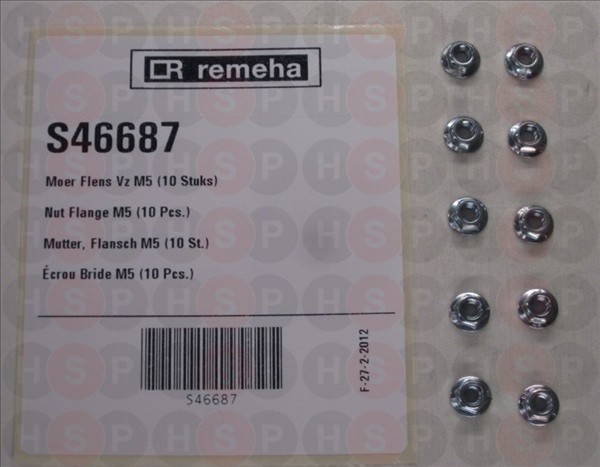 remeha
S46687
Moer Flens Vz M5 (10 Stuks)
Nut Flange M5 (10 Pcs.)
Mutter, Flansch M5 (10 St.)
Écrou Bride M5 (10 Pcs.)
S46687
F-27-2-2012
HSP